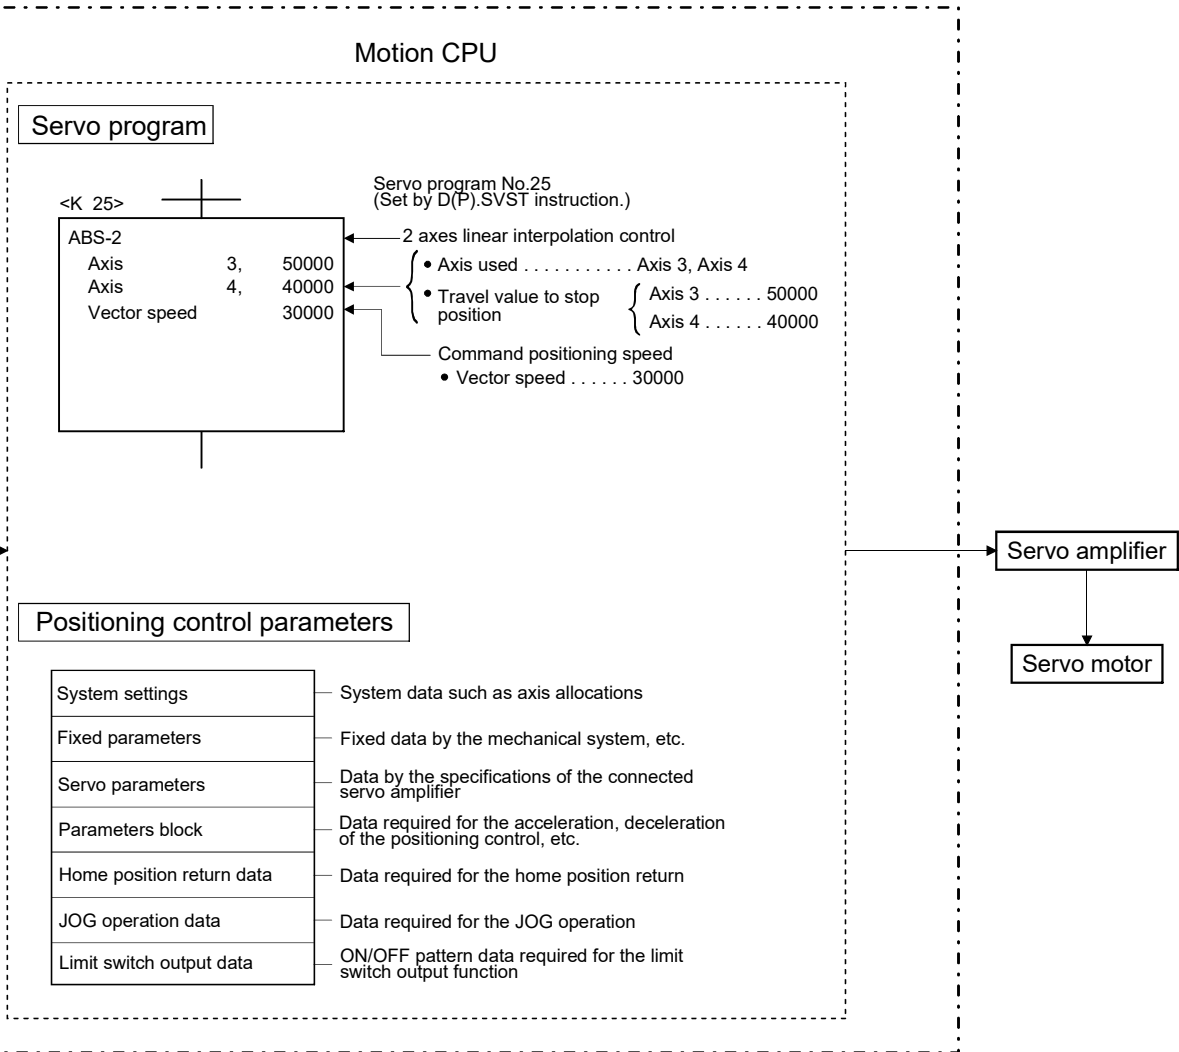 Motion CPU
Servo program
<K 25>
Servo program No.25
(Set by D(P).SVST instruction.)
ABS-2
Axis 3, 50000
Axis 4, 40000
Vector speed 30000
2 axes linear interpolation control
• Axis used . . . . . . . . . . . Axis 3, Axis 4
• Travel value to stop
position
Axis 3 . . . . . . 50000
Axis 4 . . . . . . 40000
Command positioning speed
• Vector speed . . . . . . 30000
Servo amplifier
Servo motor
Positioning control parameters
System settings
System data such as axis allocations
Fixed parameters
Fixed data by the mechanical system, etc.
Servo parameters
Data by the specifications of the connected
servo amplifier
Parameters block
Data required for the acceleration, deceleration
of the positioning control, etc.
Home position return data
Data required for the home position return
JOG operation data
Data required for the JOG operation
Limit switch output data
ON/OFF pattern data required for the limit
switch output function